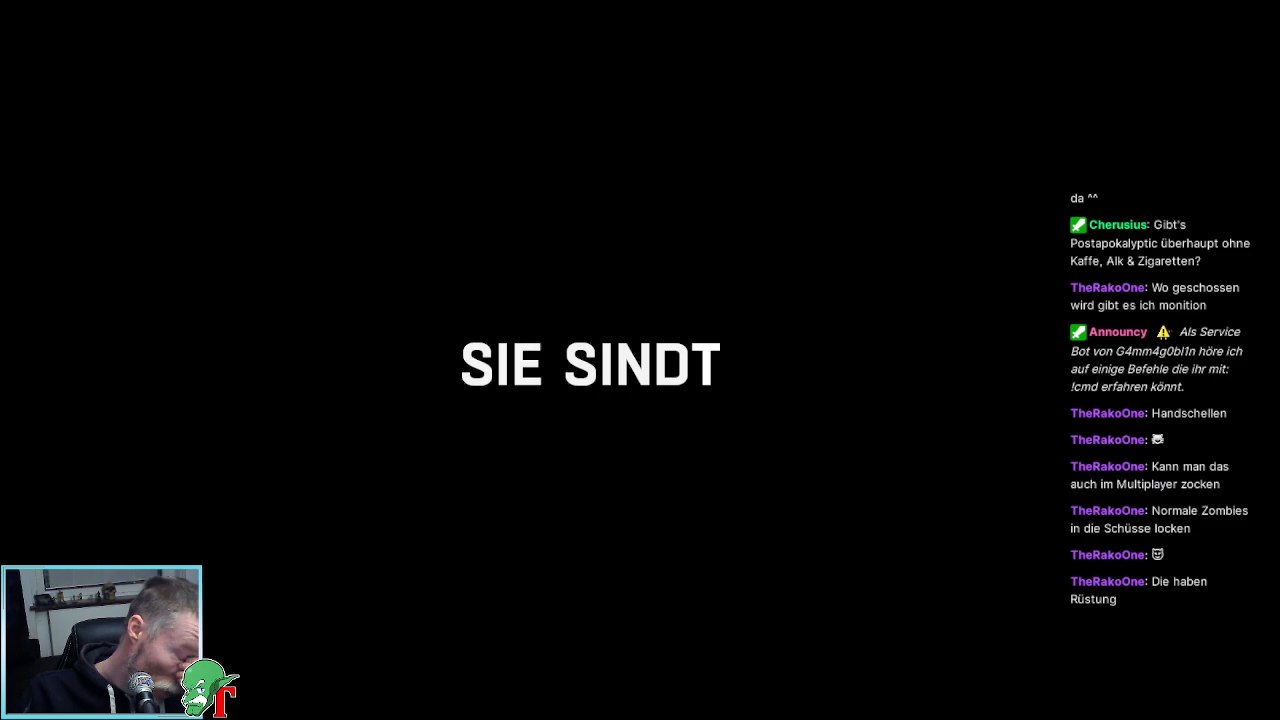 SIE SINDT
da ^^
Cherusius: Gibt's
Postapokalyptic überhaupt ohne
Kaffe, Alk & Zigaretten?
TheRakoOne: Wo geschossen
wird gibt es ich monition
Announcy Als Service
Bot von G4mm4g0bl1n höre ich
auf einige Befehle die ihr mit:
!cmd erfahren könnt.
TheRakoOne: Handschellen
TheRakoOne:
TheRakoOne: Kann man das
auch im Multiplayer zocken
TheRakoOne: Normale Zombies
in die Schüsse locken
TheRakoOne:
TheRakoOne: Die haben
Rüstung